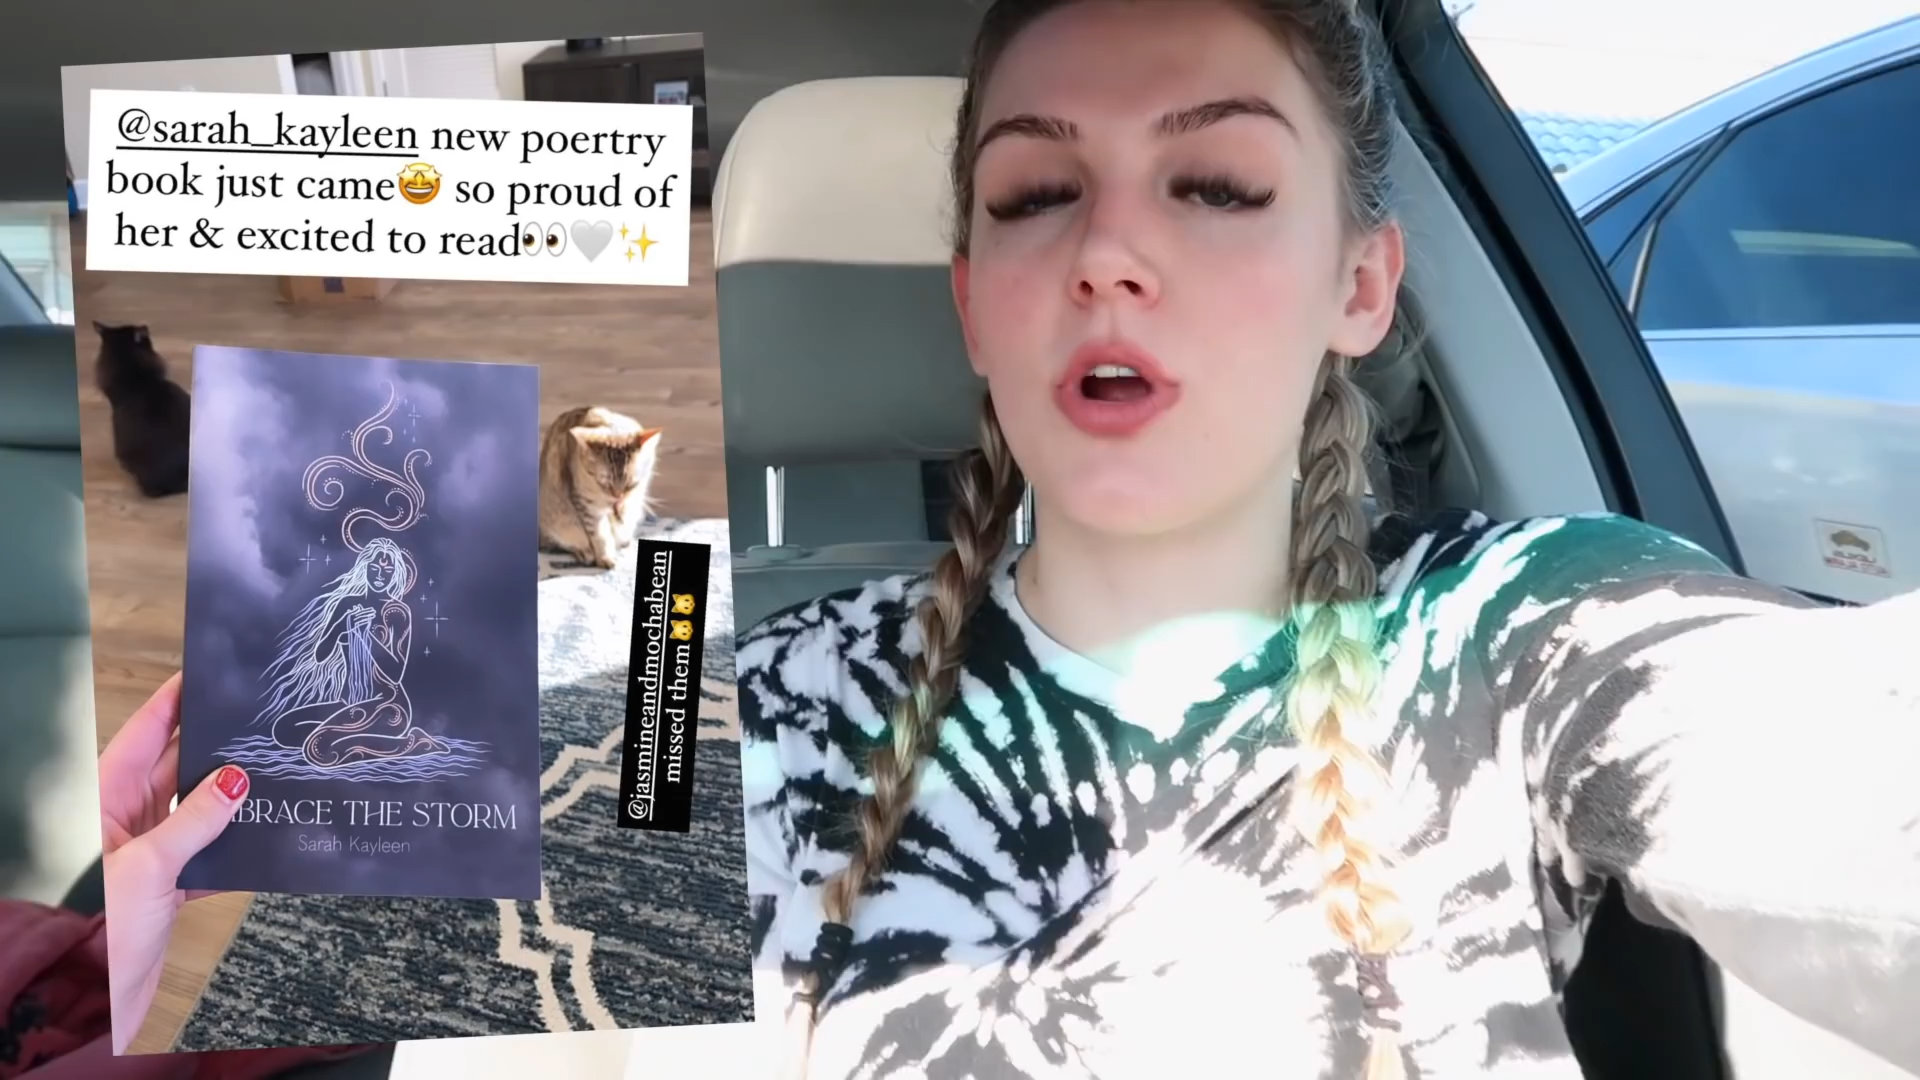 @sarah_kayleen new poertry
book just came🤩 so proud of
her & excited to read👀🤍✨
BRACE THE STORM
Sarah Kayleen
@jasmineandmochabean
missed them🐱🐱